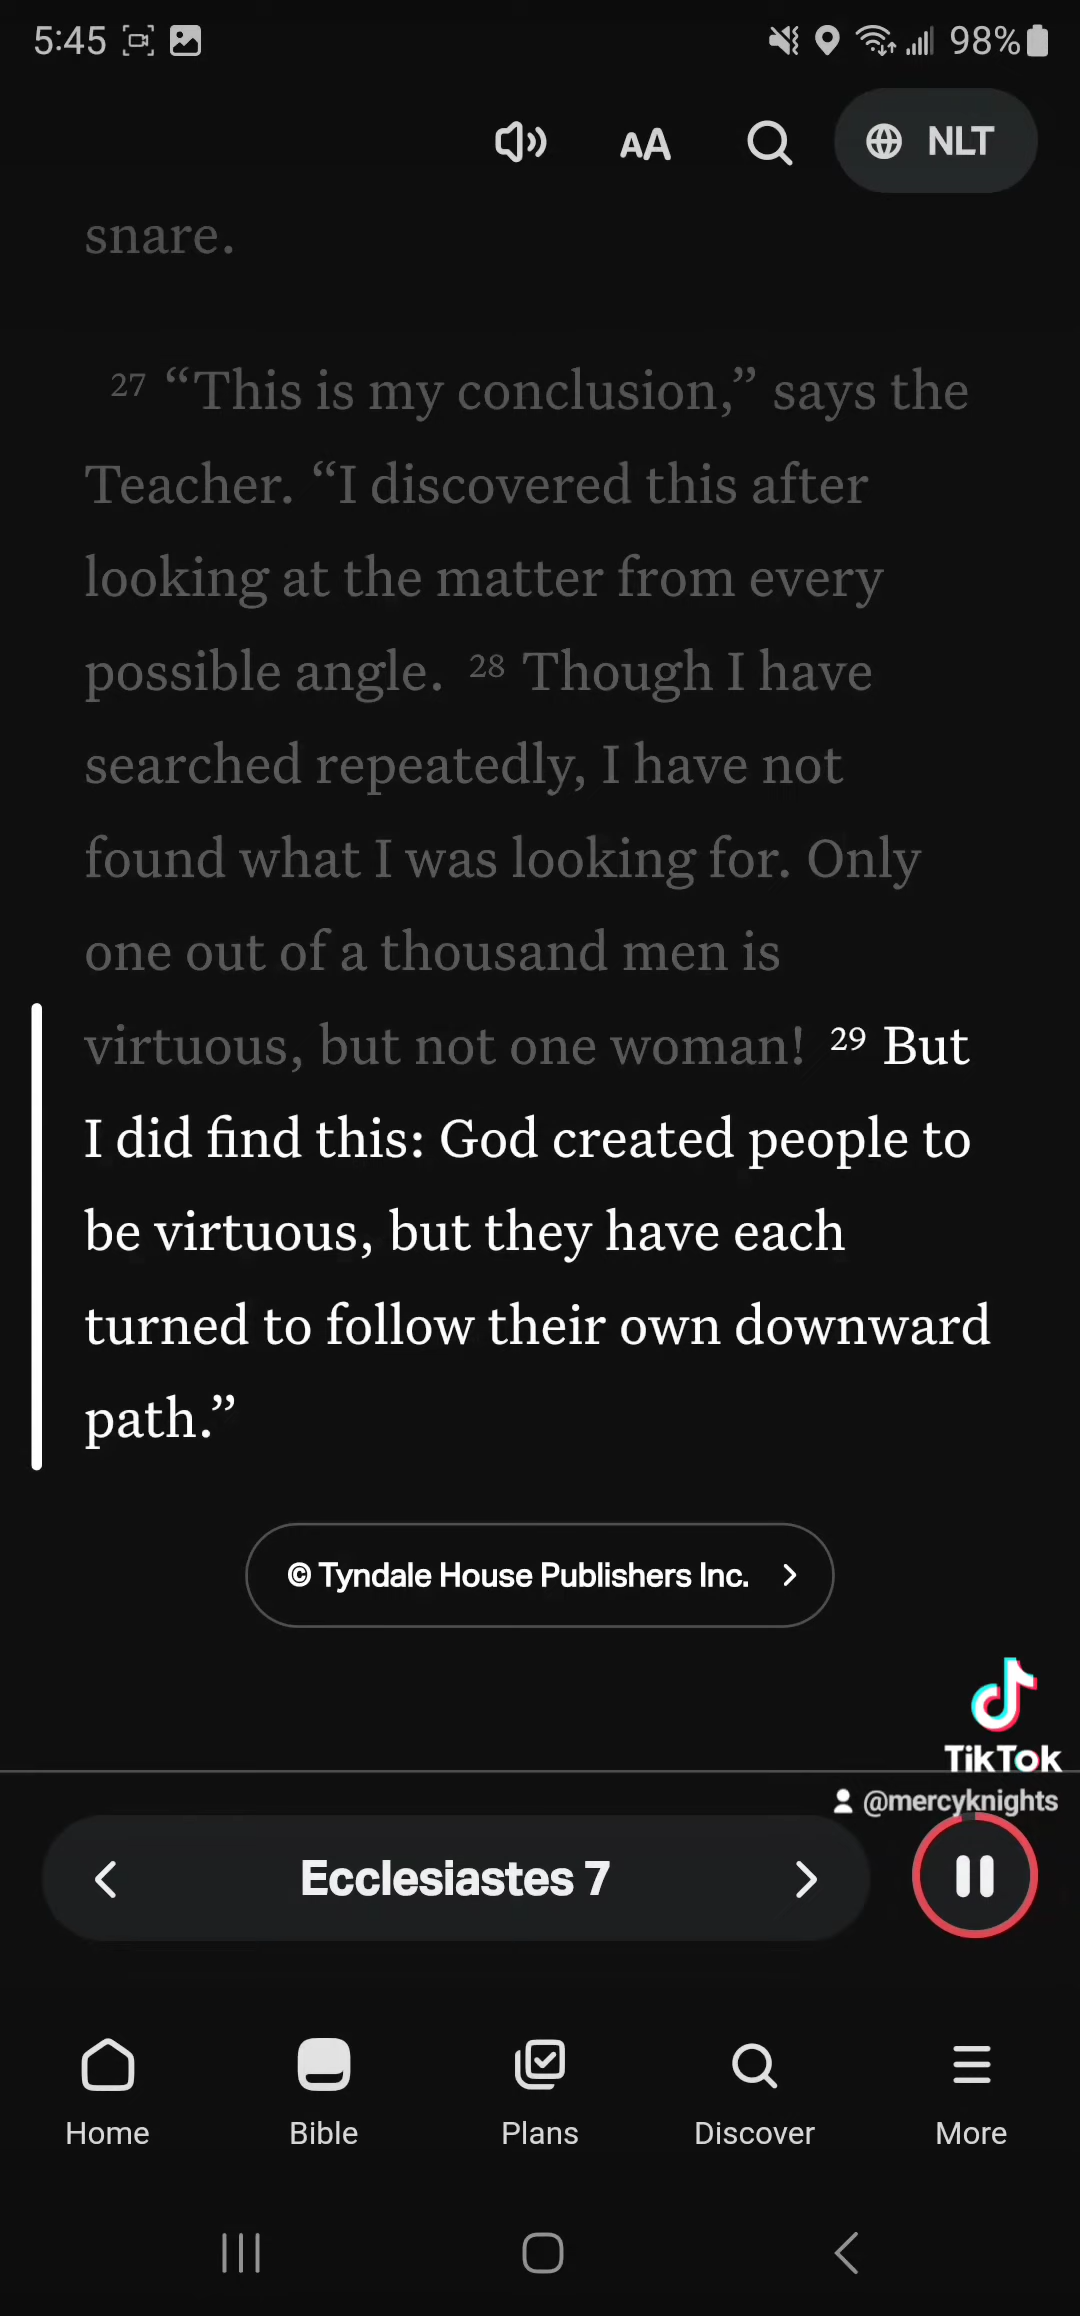 5:45 98%
AA NLT
snare.
27 “This is my conclusion,” says the
Teacher. “I discovered this after
looking at the matter from every
possible angle. 28 Though I have
searched repeatedly, I have not
found what I was looking for. Only
one out of a thousand men is
virtuous, but not one woman! 29 But
I did find this: God created people to
be virtuous, but they have each
turned to follow their own downward
path.”
© Tyndale House Publishers Inc.
TikTok
@mercyknights
Ecclesiastes 7
Home Bible Plans Discover More